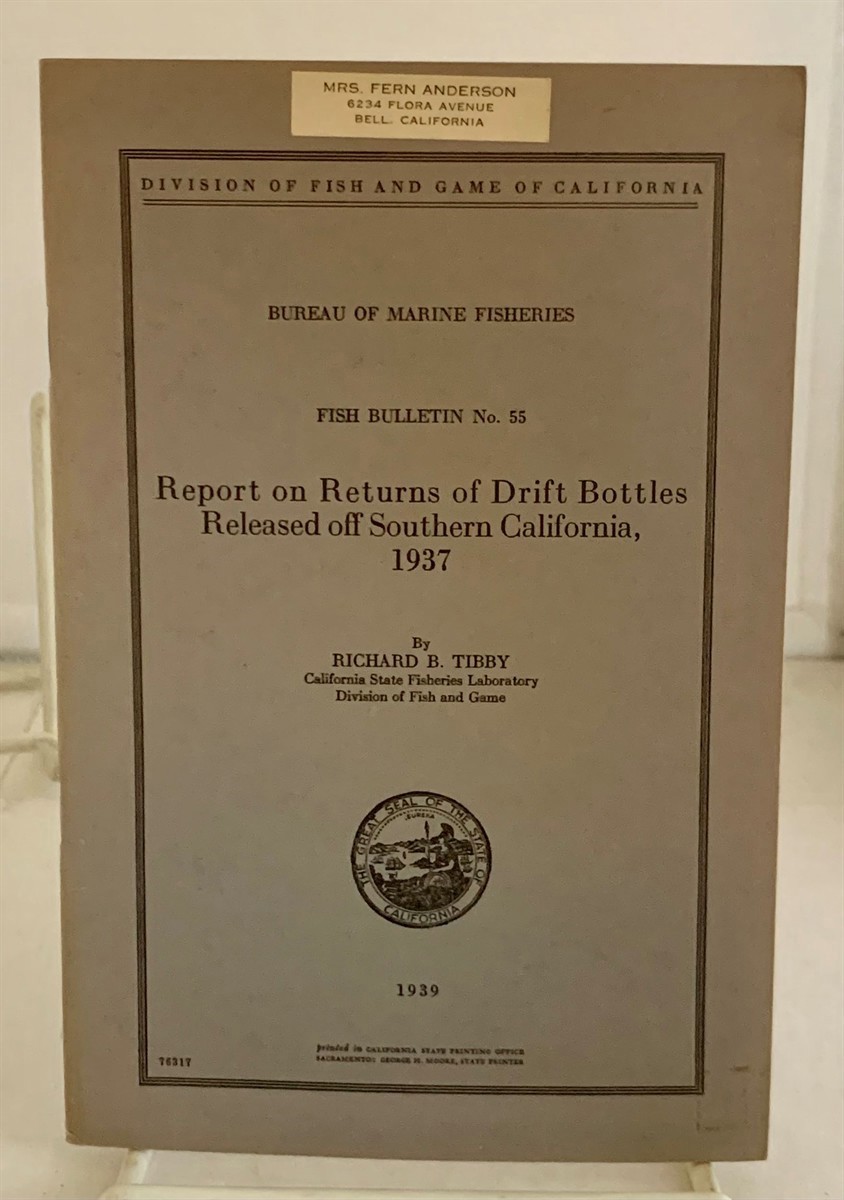 MRS. FERN ANDERSON
6234 FLORA AVENUE
BELL, CALIFORNIA
DIVISION OF FISH AND GAME OF CALIFORNIA
BUREAU OF MARINE FISHERIES
FISH BULLETIN No. 55
Report on Returns of Drift Bottles
Released off Southern California,
1937
By
RICHARD B. TIBBY
California State Fisheries Laboratory
Division of Fish and Game
THE GREAT SEAL OF THE STATE OF CALIFORNIA
EUREKA
1939
printed in CALIFORNIA STATE PRINTING OFFICE
SACRAMENTO: GEORGE H. MOORE, STATE PRINTER
76317